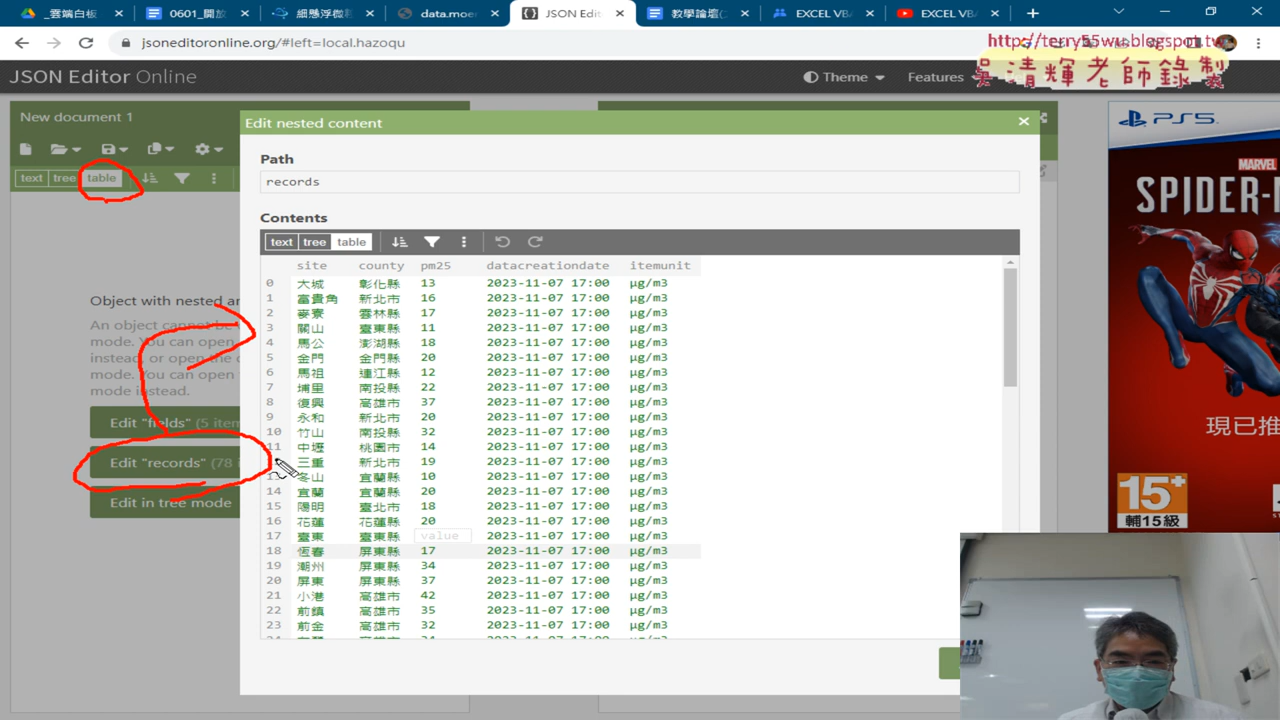 _雲端白板
0601_開放
細懸浮微粒
data.moen
JSON Edit
教學論壇(2
EXCEL VBA
EXCEL VBA
jsoneditoronline.org/#left=local.hazoqu
http://terry55wu.blogspot.tw
吳清輝老師錄製
JSON Editor Online
Theme
Features
New document 1
text tree table
Object with nested ar
An object cannot be
mode. You can open
instead, or open the
mode. You can open
mode instead.
Edit "fields" (5 item
Edit "records" (78 i
Edit in tree mode
Edit nested content
Path
records
Contents
text tree table
site county pm25 datacreationdate itemunit
0 大城 彰化縣 13 2023-11-07 17:00 μg/m3
1 富貴角 新北市 16 2023-11-07 17:00 μg/m3
2 麥寮 雲林縣 17 2023-11-07 17:00 μg/m3
3 關山 臺東縣 11 2023-11-07 17:00 μg/m3
4 馬公 澎湖縣 18 2023-11-07 17:00 μg/m3
5 金門 金門縣 20 2023-11-07 17:00 μg/m3
6 馬祖 連江縣 12 2023-11-07 17:00 μg/m3
7 埔里 南投縣 22 2023-11-07 17:00 μg/m3
8 復興 高雄市 37 2023-11-07 17:00 μg/m3
9 永和 新北市 20 2023-11-07 17:00 μg/m3
10 竹山 南投縣 32 2023-11-07 17:00 μg/m3
11 中壢 桃園市 14 2023-11-07 17:00 μg/m3
三重 新北市 19 2023-11-07 17:00 μg/m3
13 冬山 宜蘭縣 10 2023-11-07 17:00 μg/m3
14 宜蘭 宜蘭縣 20 2023-11-07 17:00 μg/m3
15 陽明 臺北市 18 2023-11-07 17:00 μg/m3
16 花蓮 花蓮縣 20 2023-11-07 17:00 μg/m3
17 臺東 臺東縣 value 2023-11-07 17:00 μg/m3
18 恆春 屏東縣 17 2023-11-07 17:00 μg/m3
19 潮州 屏東縣 34 2023-11-07 17:00 μg/m3
20 屏東 屏東縣 37 2023-11-07 17:00 μg/m3
21 小港 高雄市 42 2023-11-07 17:00 μg/m3
22 前鎮 高雄市 35 2023-11-07 17:00 μg/m3
23 前金 高雄市 32 2023-11-07 17:00 μg/m3
PS5
MARVEL
SPIDER-M
現已推
15+
輔15級